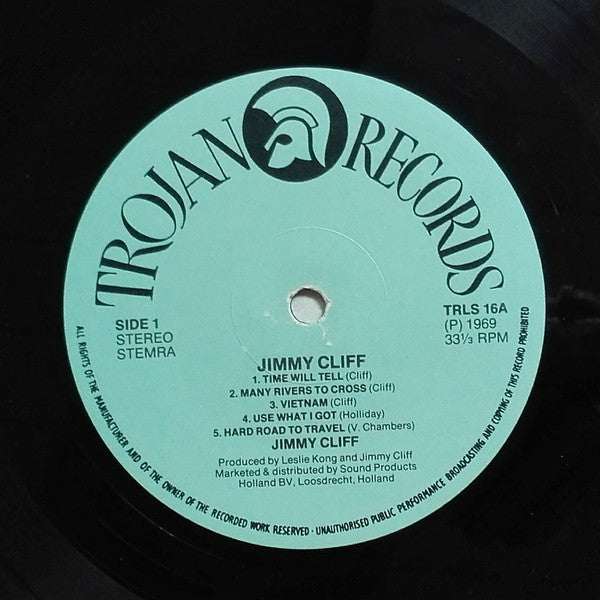 TROJAN RECORDS
SIDE 1
STEREO
STEMRA
TRLS 16A
(P) 1969
33⅓ RPM
JIMMY CLIFF
1. TIME WILL TELL (Cliff)
2. MANY RIVERS TO CROSS (Cliff)
3. VIETNAM (Cliff)
4. USE WHAT I GOT (Holliday)
5. HARD ROAD TO TRAVEL (V. Chambers)
JIMMY CLIFF
Produced by Leslie Kong and Jimmy Cliff
Marketed & distributed by Sound Products
Holland BV, Loosdrecht, Holland
ALL RIGHTS OF THE MANUFACTURER AND OF THE OWNER OF THE RECORDED WORK RESERVED · UNAUTHORISED PUBLIC PERFORMANCE BROADCASTING AND COPYING OF THIS RECORD PROHIBITED